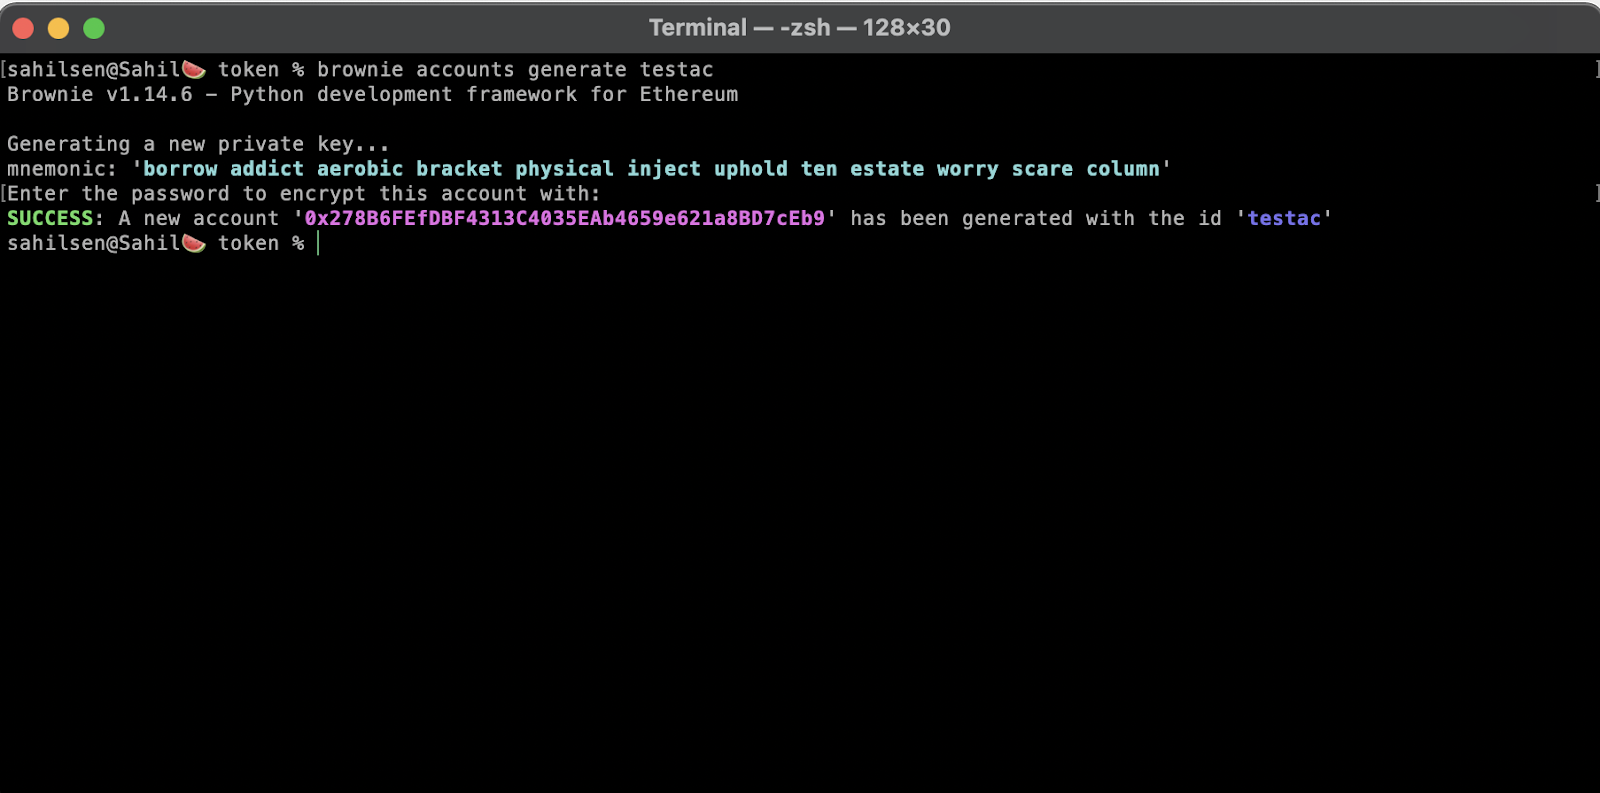 Terminal — -zsh — 128×30
[sahilsen@Sahil🍉 token % brownie accounts generate testac ]
Brownie v1.14.6 - Python development framework for Ethereum
Generating a new private key...
mnemonic: 'borrow addict aerobic bracket physical inject uphold ten estate worry scare column'
[Enter the password to encrypt this account with: ]
SUCCESS: A new account '0x278B6FEfDBF4313C4035EAb4659e621a8BD7cEb9' has been generated with the id 'testac'
sahilsen@Sahil🍉 token %